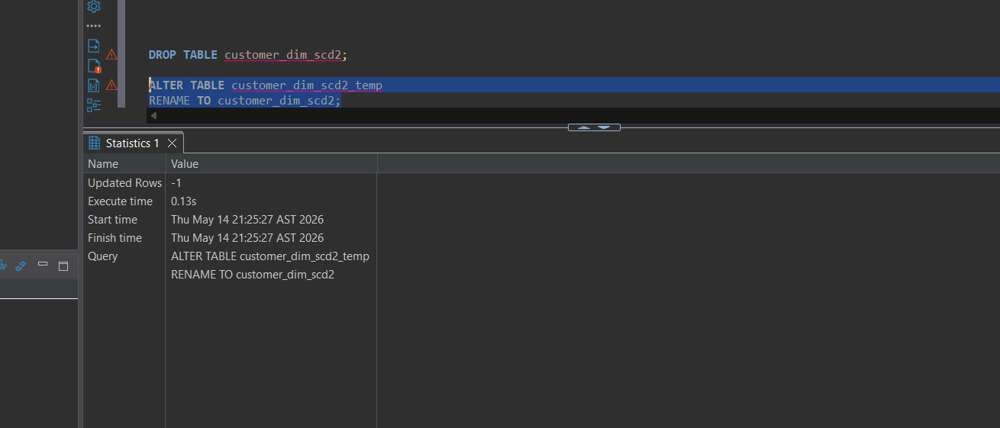 DROP TABLE customer_dim_scd2;
ALTER TABLE customer_dim_scd2_temp
RENAME TO customer_dim_scd2;
Statistics 1
Name Value
Updated Rows -1
Execute time 0.13s
Start time Thu May 14 21:25:27 AST 2026
Finish time Thu May 14 21:25:27 AST 2026
Query ALTER TABLE customer_dim_scd2_temp
RENAME TO customer_dim_scd2